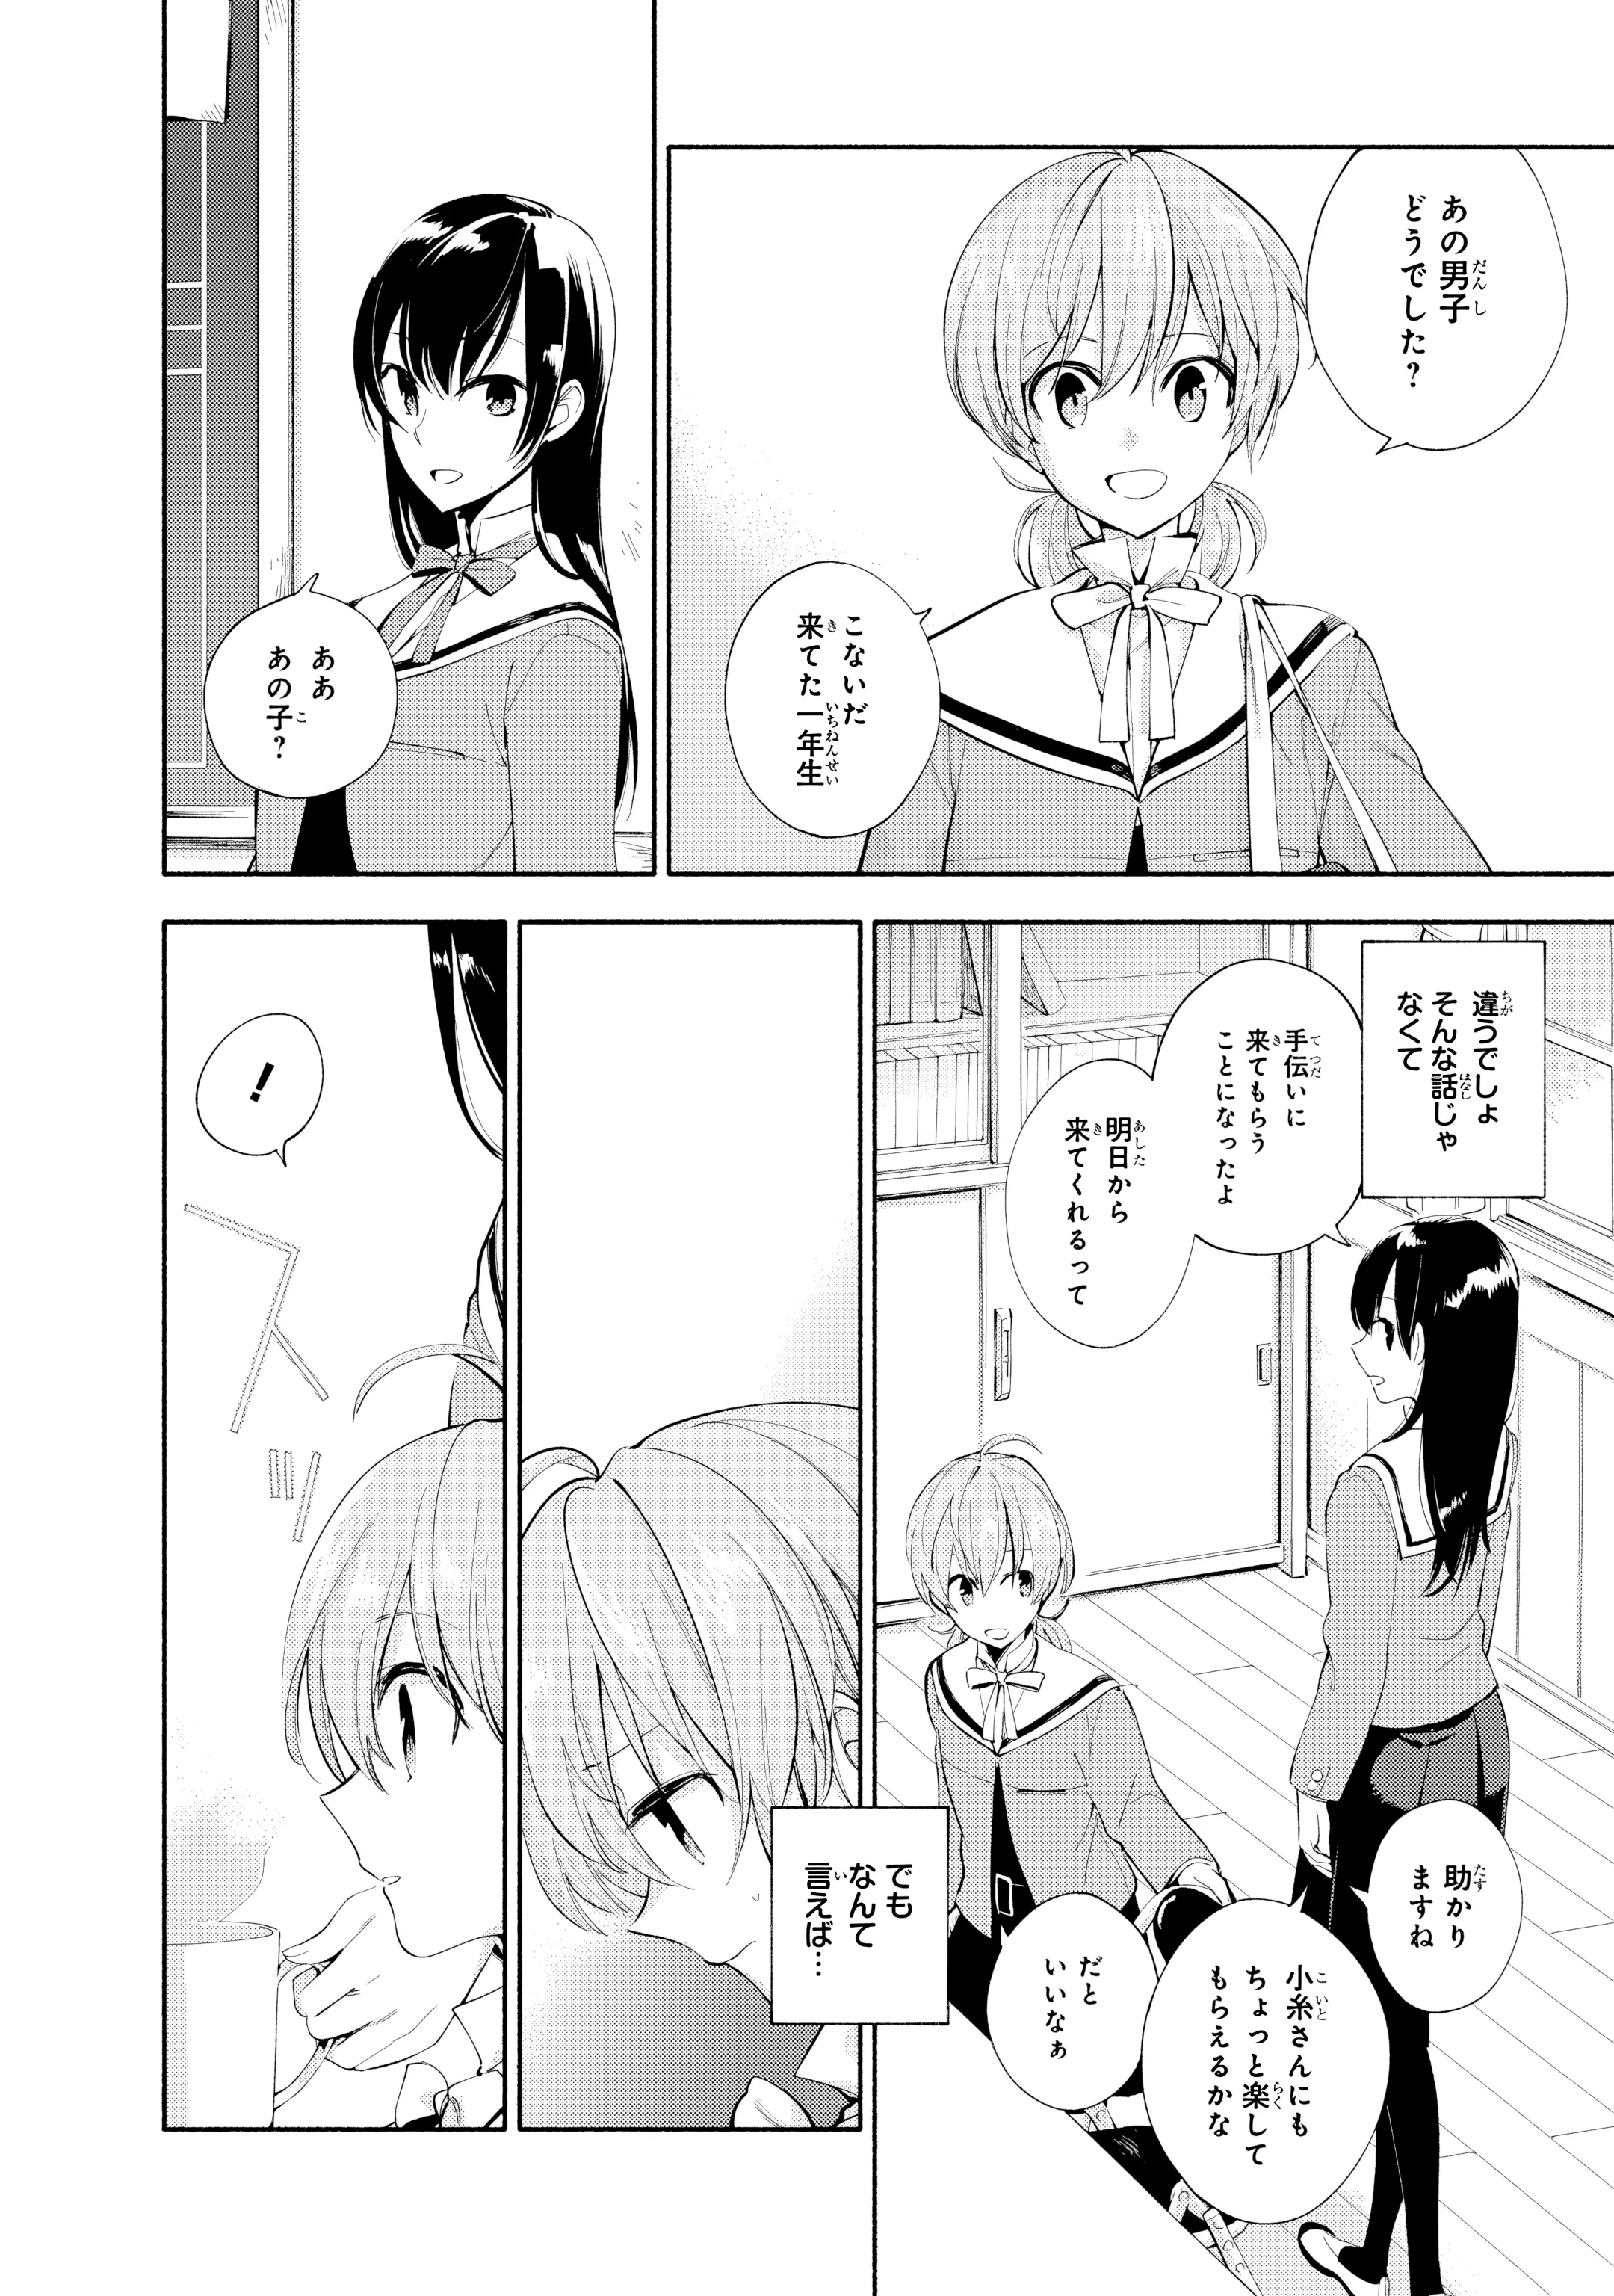 あの男子
どうでした?
こないだ
来てた一年生
ああ
あの子?
違うでしょ
そんな話じゃ
なくて
手伝いに
来てもらう
ことになったよ
明日から
来てくれるって
助かり
ますね
小糸さんにも
ちょっと楽して
もらえるかな
だと
いいなぁ
でも
なんて
言えば…
!